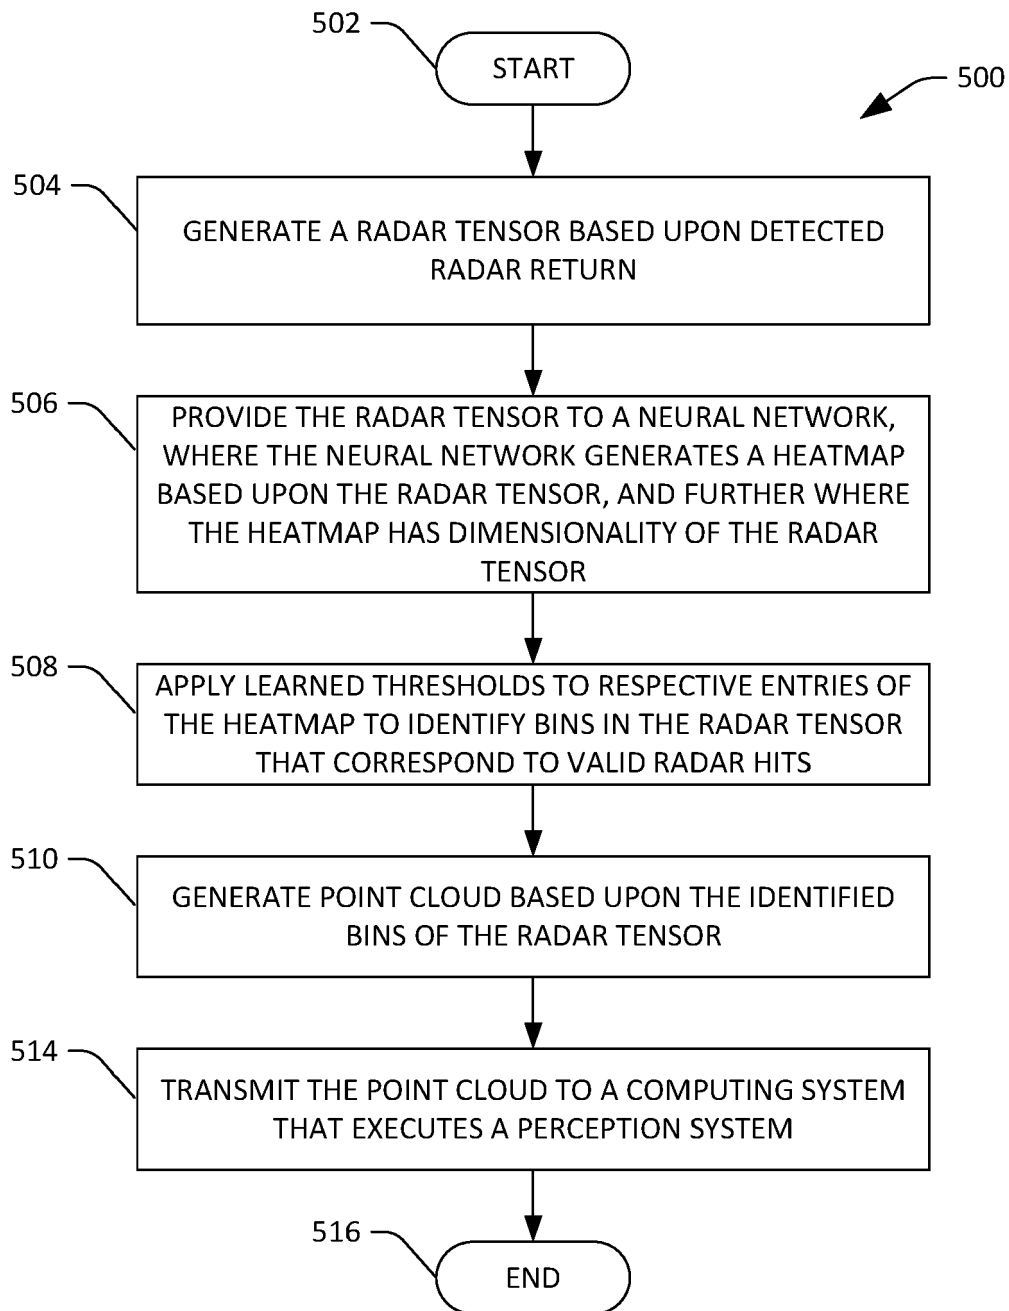 502
START
500
504
GENERATE A RADAR TENSOR BASED UPON DETECTED
RADAR RETURN
506
PROVIDE THE RADAR TENSOR TO A NEURAL NETWORK,
WHERE THE NEURAL NETWORK GENERATES A HEATMAP
BASED UPON THE RADAR TENSOR, AND FURTHER WHERE
THE HEATMAP HAS DIMENSIONALITY OF THE RADAR
TENSOR
508
APPLY LEARNED THRESHOLDS TO RESPECTIVE ENTRIES OF
THE HEATMAP TO IDENTIFY BINS IN THE RADAR TENSOR
THAT CORRESPOND TO VALID RADAR HITS
510
GENERATE POINT CLOUD BASED UPON THE IDENTIFIED
BINS OF THE RADAR TENSOR
514
TRANSMIT THE POINT CLOUD TO A COMPUTING SYSTEM
THAT EXECUTES A PERCEPTION SYSTEM
516
END